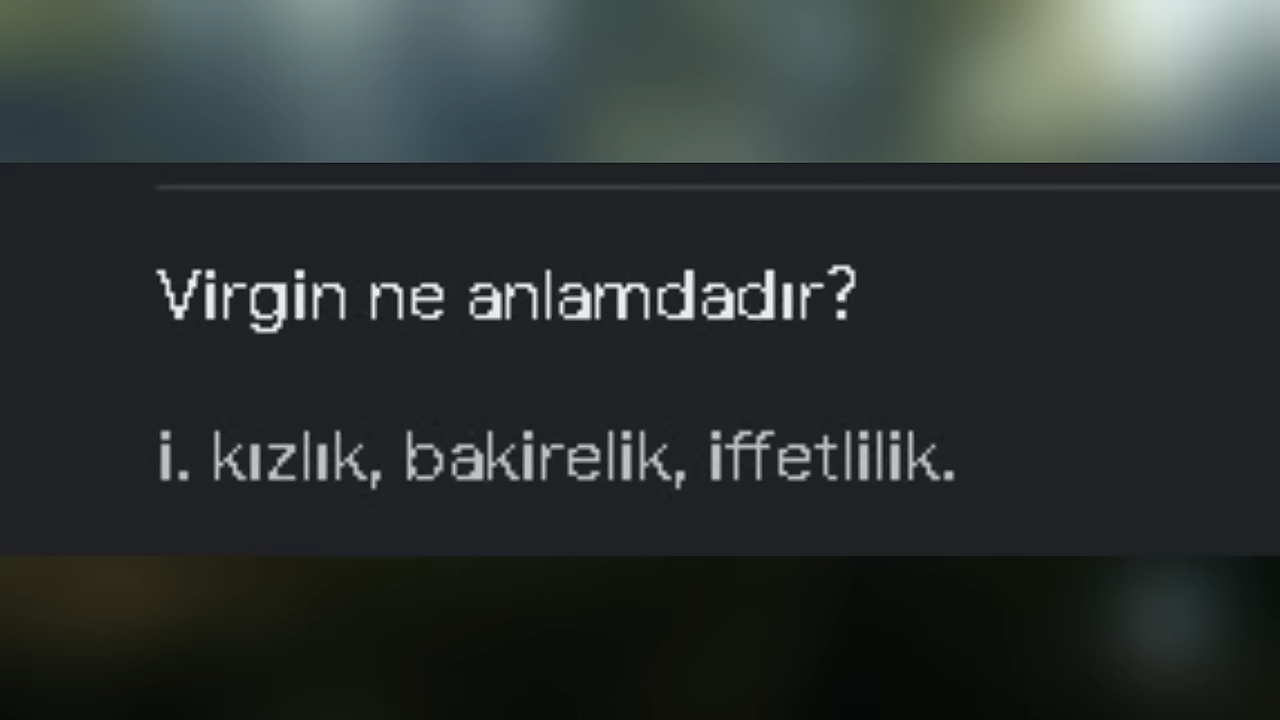 Virgin ne anlamdadır?
i. kızlık, bakirelik, iffetlilik.